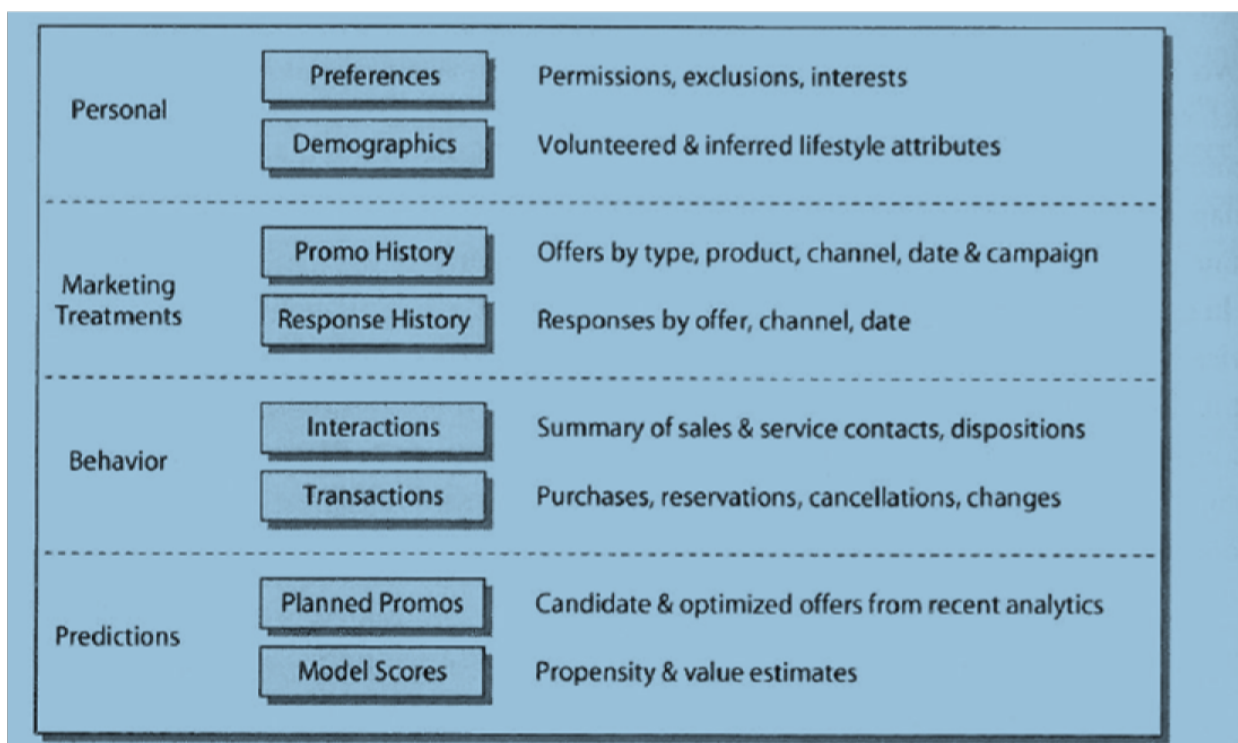 Personal
Preferences
Permissions, exclusions, interests
Demographics
Volunteered & inferred lifestyle attributes
Marketing
Treatments
Promo History
Offers by type, product, channel, date & campaign
Response History
Responses by offer, channel, date
Behavior
Interactions
Summary of sales & service contacts, dispositions
Transactions
Purchases, reservations, cancellations, changes
Predictions
Planned Promos
Candidate & optimized offers from recent analytics
Model Scores
Propensity & value estimates